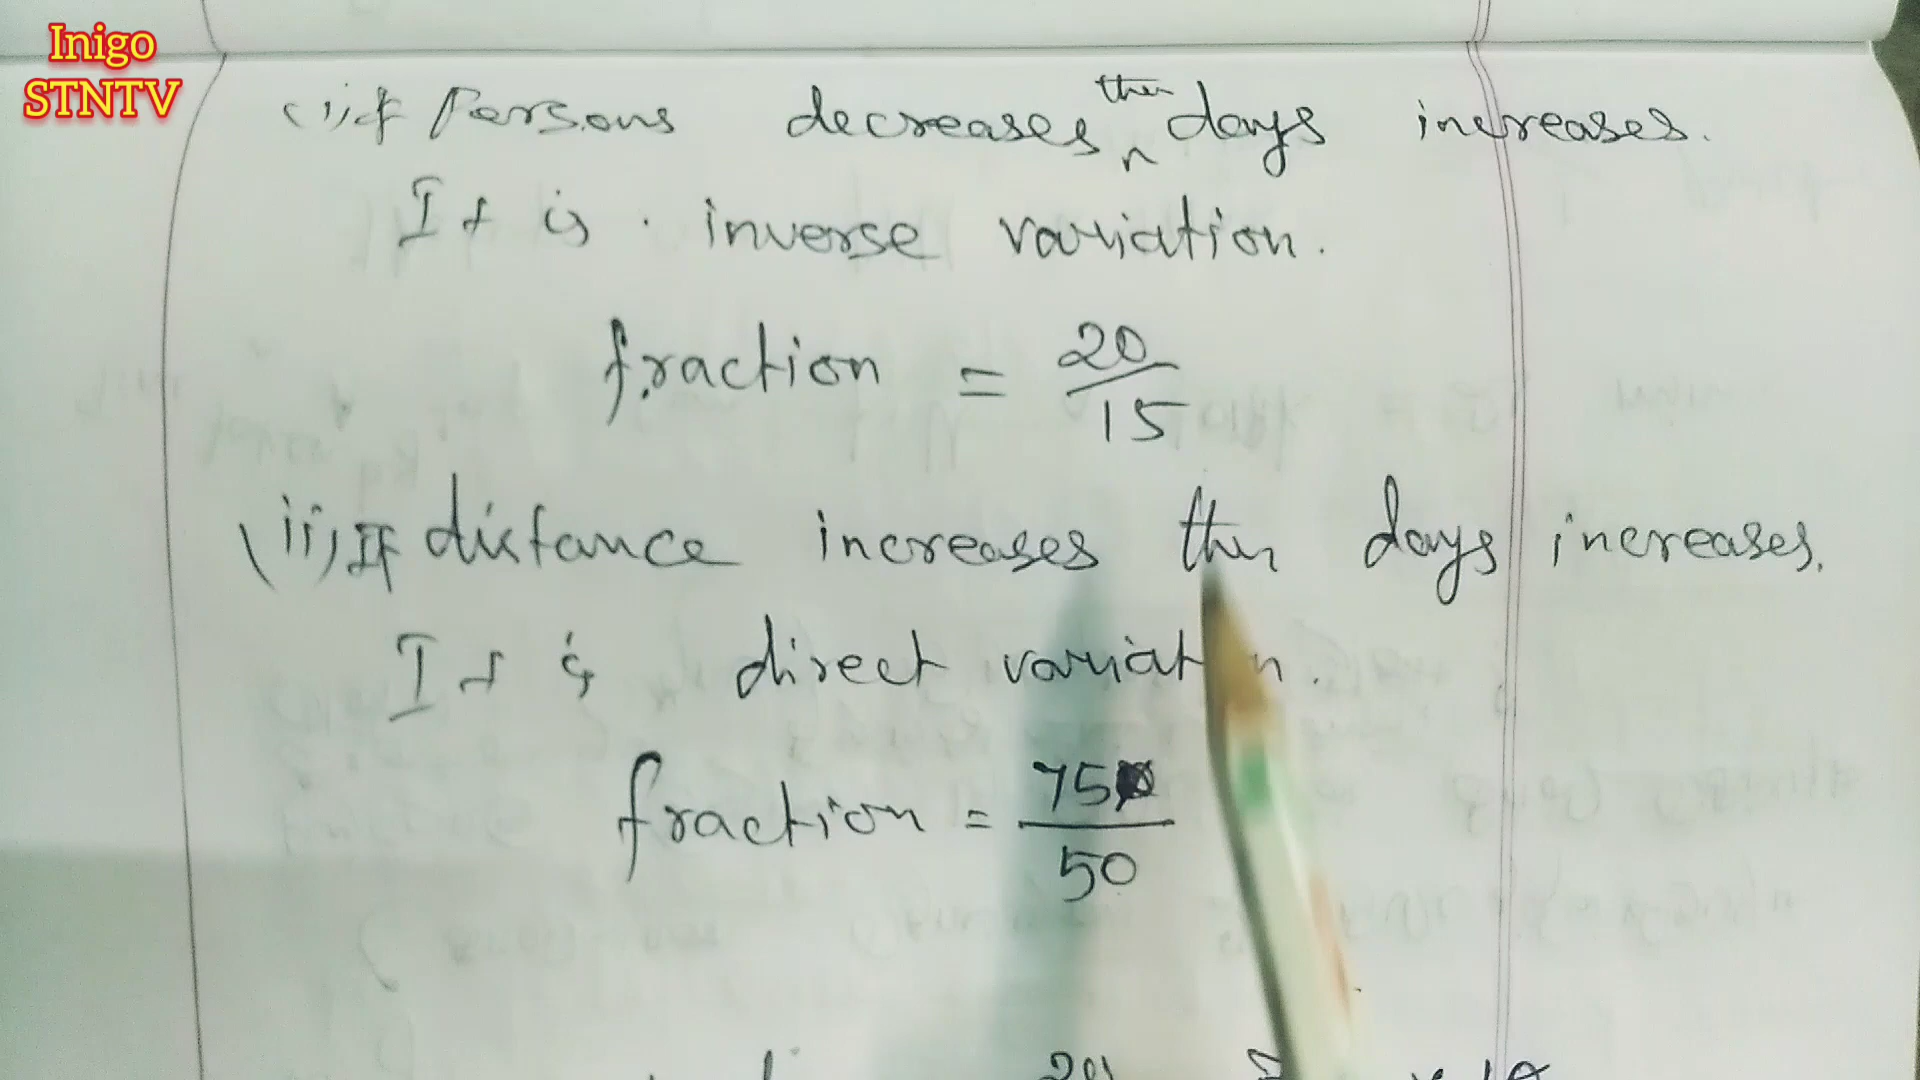 Inigo
STNTV
(i) If Persons decreases then days increases.
It is inverse variation.
fraction = 20/15
(ii) If distance increases then days increases.
It is direct variation.
fraction = 75/50